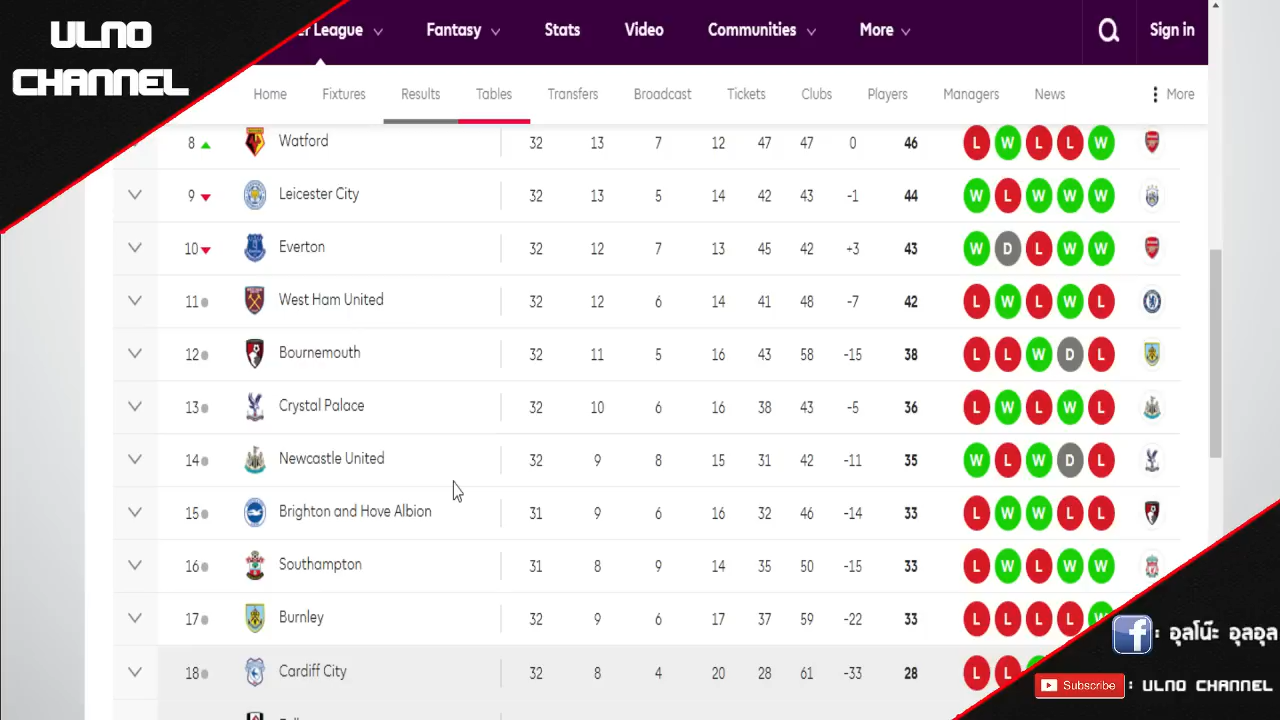 ULNO
CHANNEL
er League Fantasy Stats Video Communities More Sign in
Home Fixtures Results Tables Transfers Broadcast Tickets Clubs Players Managers News More
8 Watford 32 13 7 12 47 47 0 46 L W L L W
9 Leicester City 32 13 5 14 42 43 -1 44 W L W W W
10 Everton 32 12 7 13 45 42 +3 43 W D L W W
11 West Ham United 32 12 6 14 41 48 -7 42 L W L W L
12 Bournemouth 32 11 5 16 43 58 -15 38 L L W D L
13 Crystal Palace 32 10 6 16 38 43 -5 36 L W L W L
14 Newcastle United 32 9 8 15 31 42 -11 35 W L W D L
15 Brighton and Hove Albion 31 9 6 16 32 46 -14 33 L W W L L
16 Southampton 31 8 9 14 35 50 -15 33 L W L W W
17 Burnley 32 9 6 17 37 59 -22 33 L L L L W
18 Cardiff City 32 8 4 20 28 61 -33 28 L L
f : อุลโน๊ะ อุลอุล
Subscribe : ULNO CHANNEL